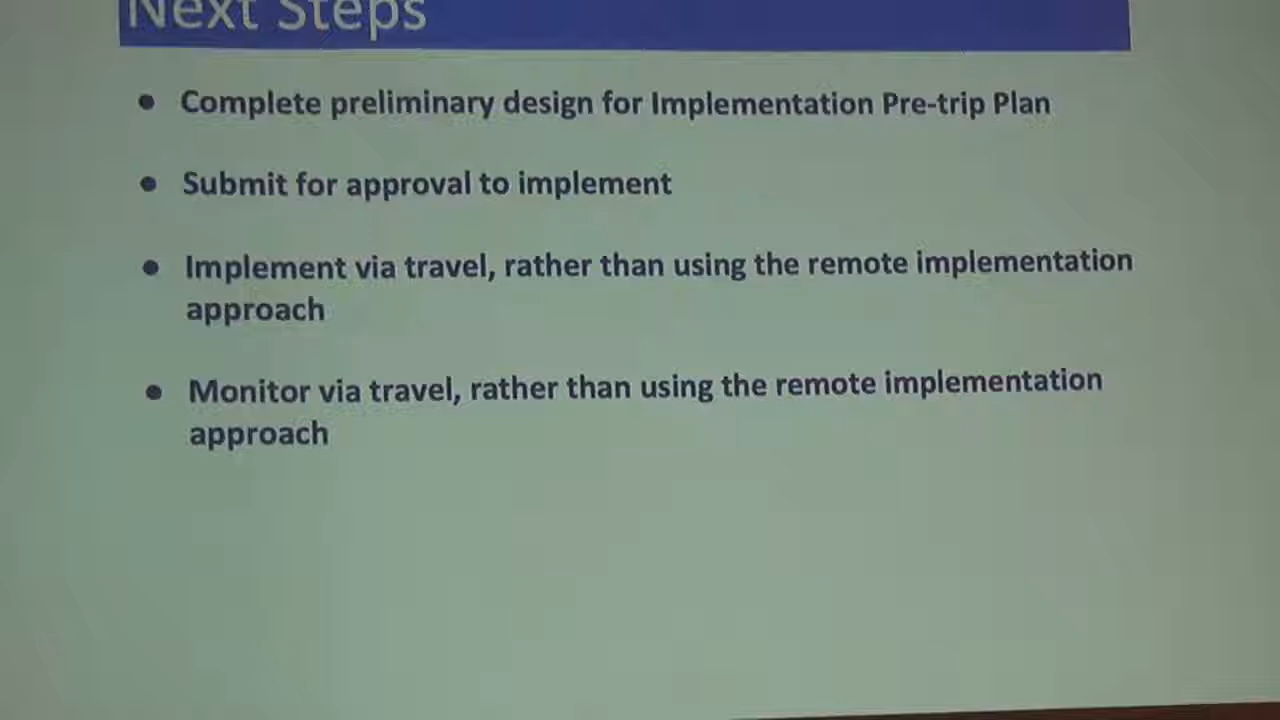 Next Steps
• Complete preliminary design for Implementation Pre-trip Plan
• Submit for approval to implement
• Implement via travel, rather than using the remote implementation
approach
• Monitor via travel, rather than using the remote implementation
approach